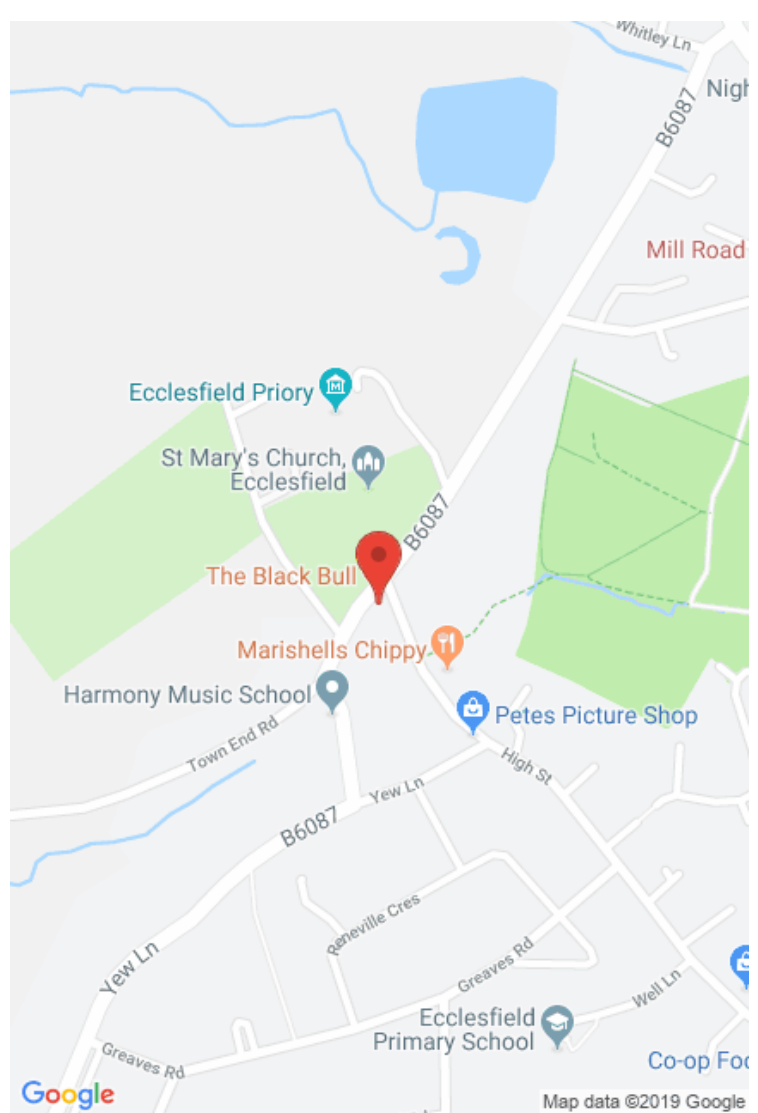 Whitley Ln
Nigh
B6087
Mill Road
Ecclesfield Priory
St Mary's Church,
Ecclesfield
B6087
The Black Bull
Marishells Chippy
Harmony Music School
Petes Picture Shop
Town End Rd
High St
Yew Ln
B6087
Reneville Cres
Yew Ln
Greaves Rd
Well Ln
Ecclesfield
Primary School
Greaves Rd
Co-op Foo
Google
Map data ©2019 Google